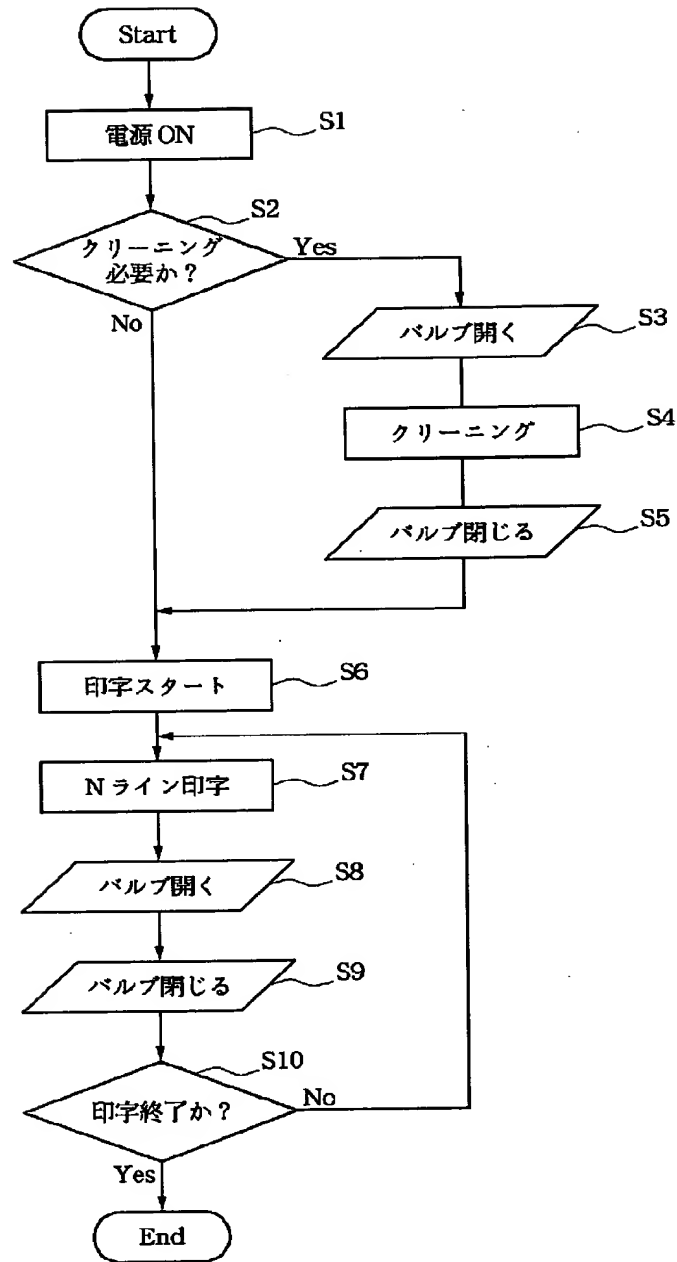 Start
電源 ON
S1
S2
クリーニング
必要か？
Yes
No
バルブ開く
S3
クリーニング
S4
バルブ閉じる
S5
印字スタート
S6
N ライン印字
S7
バルブ開く
S8
バルブ閉じる
S9
S10
印字終了か？
No
Yes
End